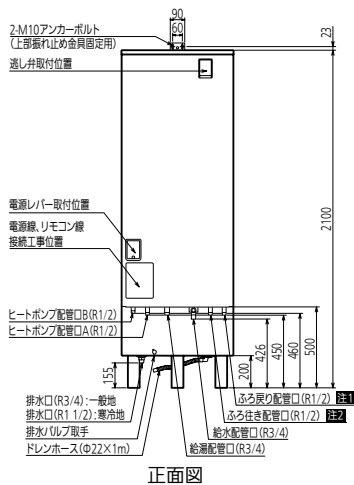 90
60
2-M10アンカーボルト
(上部振れ止め金具固定用)
23
逃し弁取付位置
2100
電源レバー取付位置
電源線、リモコン線
接続工事位置
ヒートポンプ配管口B(R1/2)
ヒートポンプ配管口A(R1/2)
155
200
426
450
460
500
ふろ戻り配管口(R1/2) 注1
排水口(R3/4):一般地
排水口(R1 1/2):寒冷地
ふろ往き配管口(R1/2) 注2
排水バルブ取手
給水配管口(R3/4)
ドレンホース(Φ22×1m)
給湯配管口(R3/4)
正面図